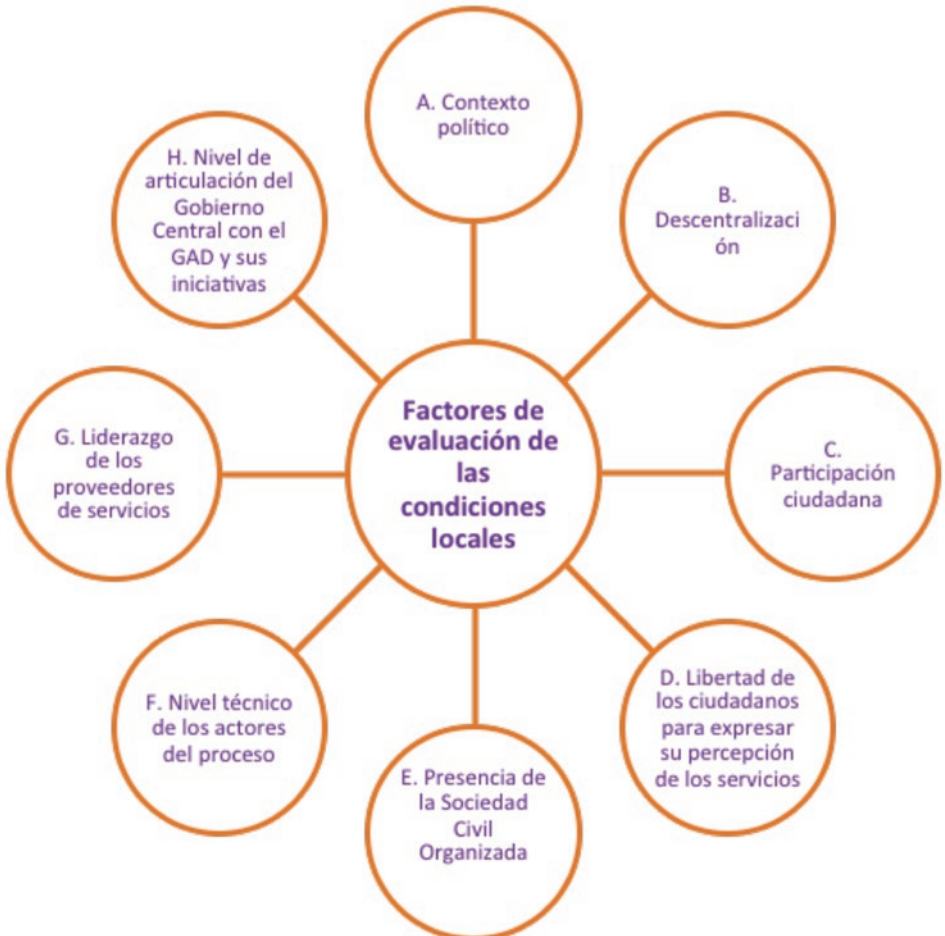 A. Contexto
político
B.
Descentralizaci
ón
C.
Participación
ciudadana
D. Libertad de
los ciudadanos
para expresar
su percepción
de los servicios
E. Presencia de
la Sociedad
Civil
Organizada
F. Nivel técnico
de los actores
del proceso
G. Liderazgo
de los
proveedores
de servicios
H. Nivel de
articulación del
Gobierno
Central con el
GAD y sus
iniciativas
Factores de
evaluación de
las
condiciones
locales